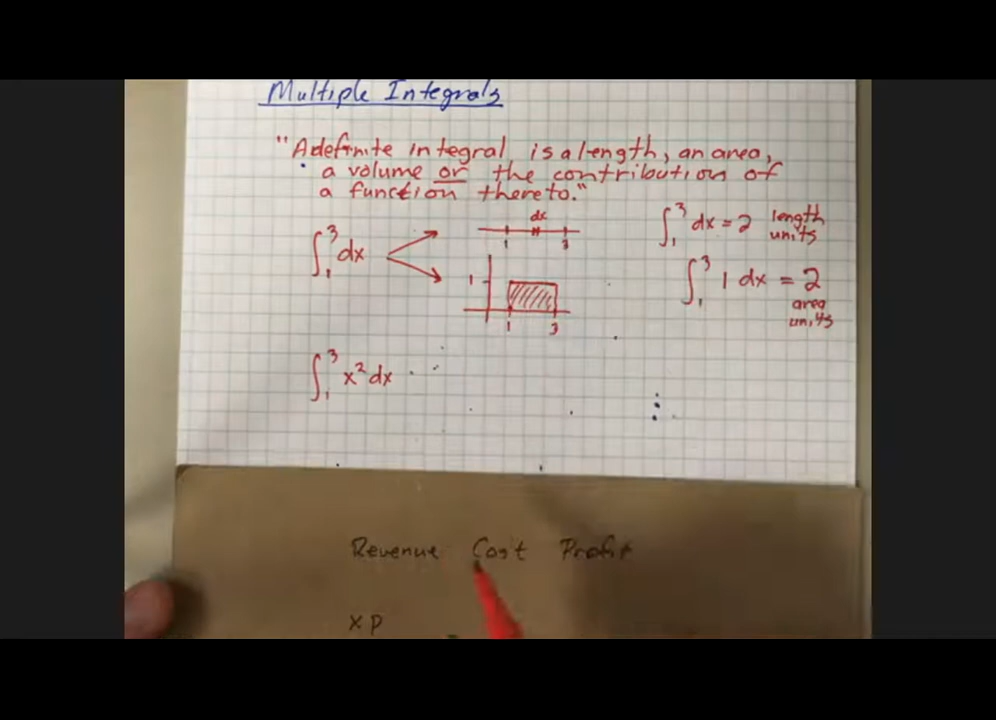 Multiple Integrals
"A definite integral is a length, an area,
a volume or the contribution of
a function thereto."
∫₁³ dx
dx
1 3
∫₁³ dx = 2 length units
1
1 3
∫₁³ 1 dx = 2 area units
∫₁³ x² dx
Revenue Cost Profit
xp